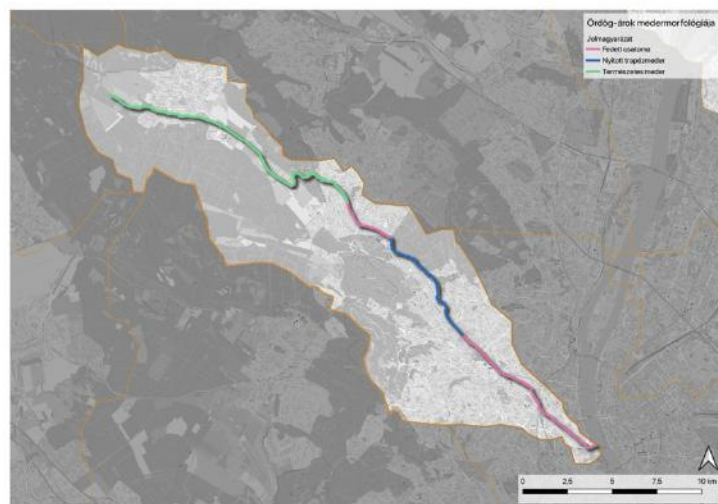 Ördög-árok medermorfológiája
Jelmagyarázat
Fedett csatorna
Nyitott trapézmeder
Természetes meder
0 2,5 5 7,5 10 km